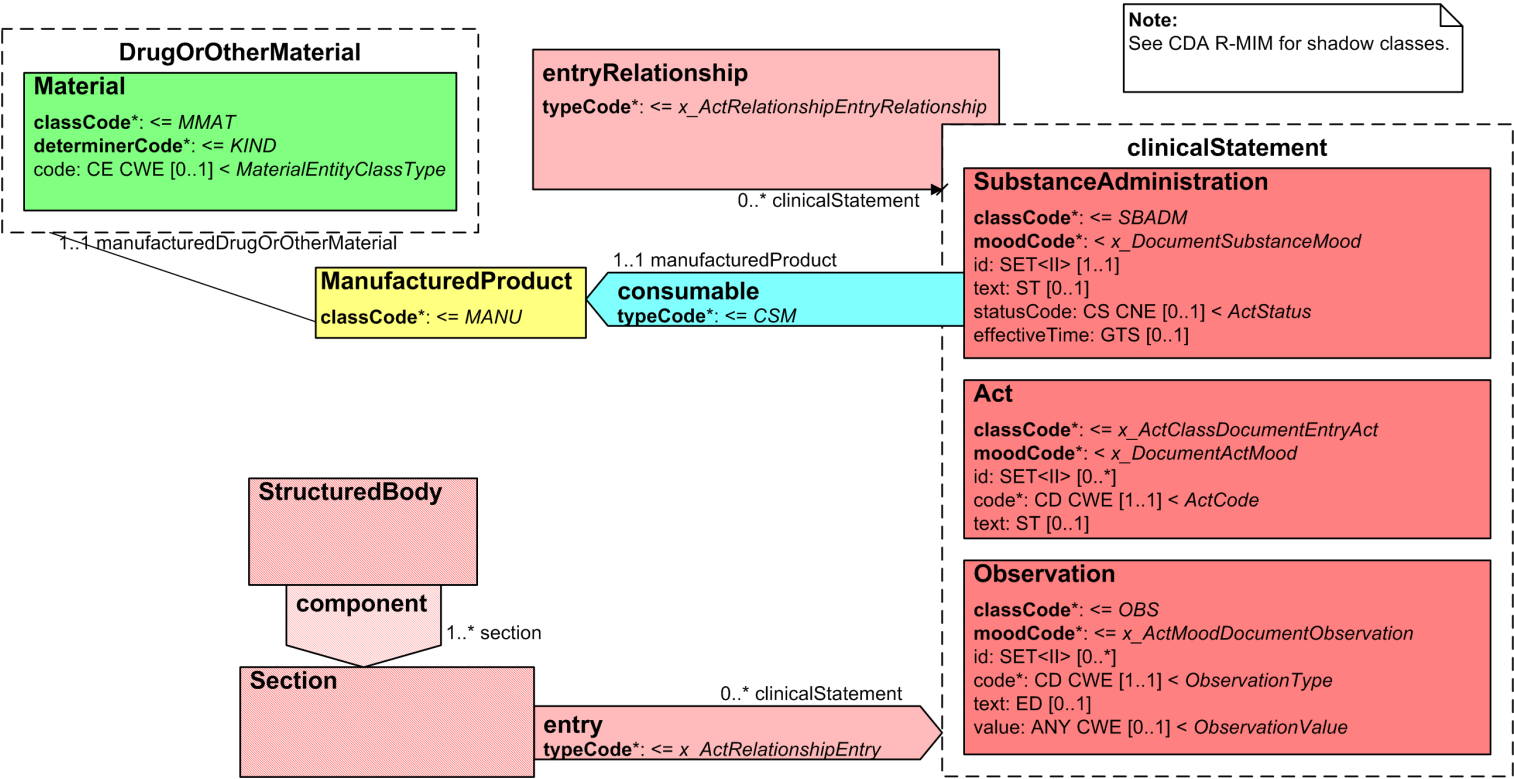 Note:
See CDA R-MIM for shadow classes.
DrugOrOtherMaterial
Material
classCode*: <= MMAT
determinerCode*: <= KIND
code: CE CWE [0..1] < MaterialEntityClassType
1..1 manufacturedDrugOrOtherMaterial
entryRelationship
typeCode*: <= x_ActRelationshipEntryRelationship
0..* clinicalStatement
clinicalStatement
SubstanceAdministration
classCode*: <= SBADM
moodCode*: < x_DocumentSubstanceMood
id: SET<II> [1..1]
text: ST [0..1]
statusCode: CS CNE [0..1] < ActStatus
effectiveTime: GTS [0..1]
1..1 manufacturedProduct
consumable
typeCode*: <= CSM
ManufacturedProduct
classCode*: <= MANU
Act
classCode*: <= x_ActClassDocumentEntryAct
moodCode*: < x_DocumentActMood
id: SET<II> [0..*]
code*: CD CWE [1..1] < ActCode
text: ST [0..1]
StructuredBody
component
1..* section
Section
0..* clinicalStatement
entry
typeCode*: <= x_ActRelationshipEntry
Observation
classCode*: <= OBS
moodCode*: <= x_ActMoodDocumentObservation
id: SET<II> [0..*]
code*: CD CWE [1..1] < ObservationType
text: ED [0..1]
value: ANY CWE [0..1] < ObservationValue